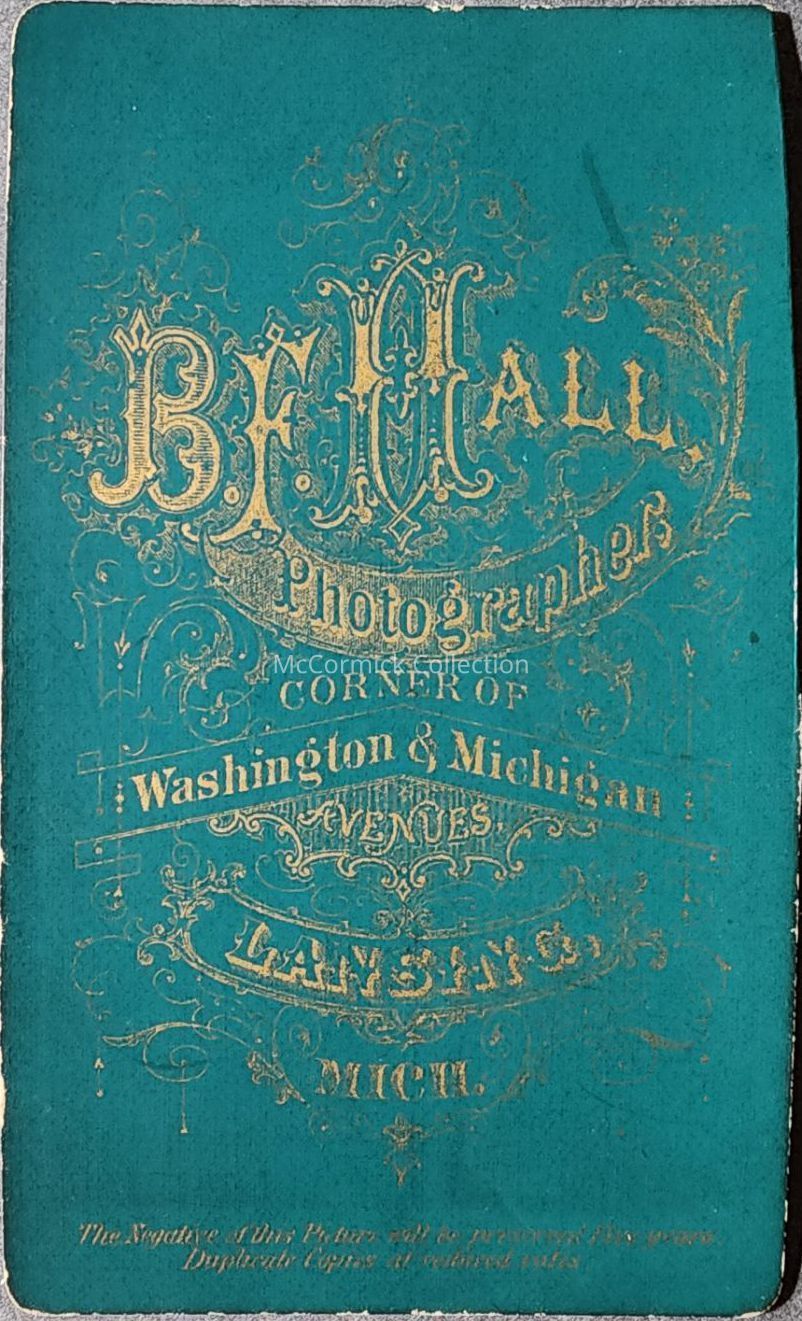 B.F. HALL.
Photographer
McCormick Collection
CORNER OF
Washington & Michigan
AVENUES,
LANSING,
MICH.
The Negative of this Picture will be preserved Five years.
Duplicate Copies at reduced rates